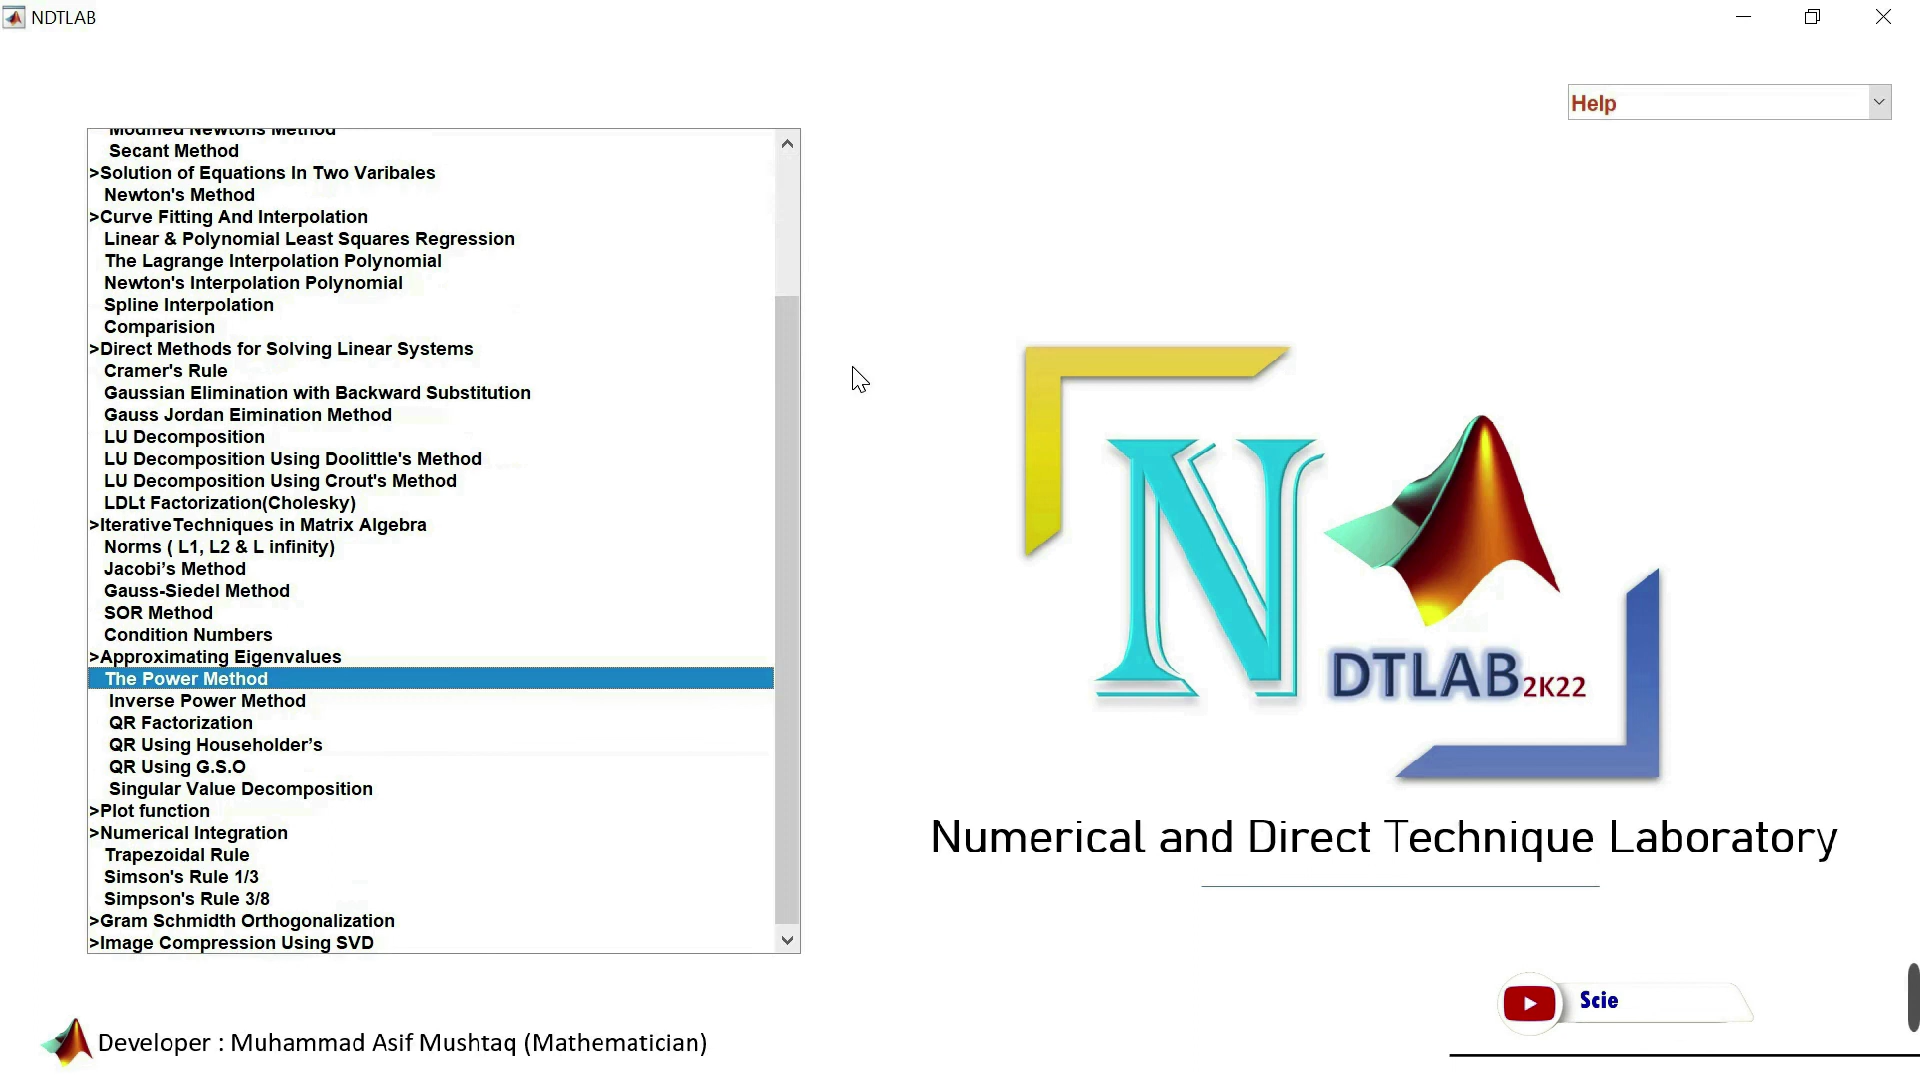 NDTLAB
Help
Modified Newtons Method
Secant Method
>Solution of Equations In Two Varibales
Newton's Method
>Curve Fitting And Interpolation
Linear & Polynomial Least Squares Regression
The Lagrange Interpolation Polynomial
Newton's Interpolation Polynomial
Spline Interpolation
Comparision
>Direct Methods for Solving Linear Systems
Cramer's Rule
Gaussian Elimination with Backward Substitution
Gauss Jordan Eimination Method
LU Decomposition
LU Decomposition Using Doolittle's Method
LU Decomposition Using Crout's Method
LDLt Factorization(Cholesky)
>IterativeTechniques in Matrix Algebra
Norms ( L1, L2 & L infinity)
Jacobi’s Method
Gauss-Siedel Method
SOR Method
Condition Numbers
>Approximating Eigenvalues
The Power Method
Inverse Power Method
QR Factorization
QR Using Householder’s
QR Using G.S.O
Singular Value Decomposition
>Plot function
>Numerical Integration
Trapezoidal Rule
Simson's Rule 1/3
Simpson's Rule 3/8
>Gram Schmidth Orthogonalization
>Image Compression Using SVD
N
DTLAB2K22
Numerical and Direct Technique Laboratory
Scie
Developer : Muhammad Asif Mushtaq (Mathematician)